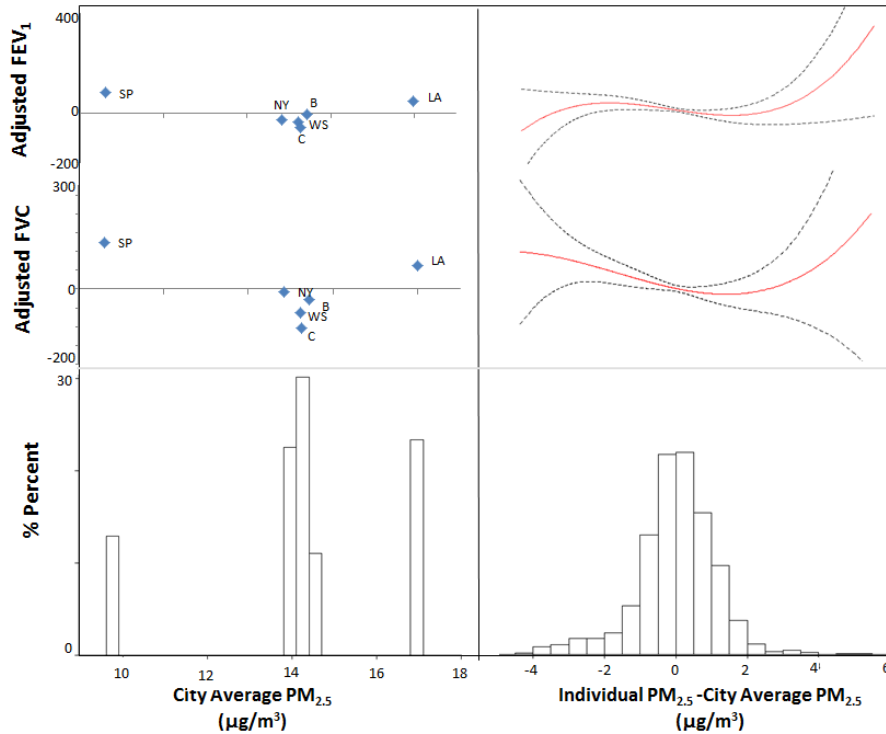 Adjusted FEV₁
400
0
-200
SP
NY
B
WS
C
LA
Adjusted FVC
300
0
-200
SP
LA
NY
B
WS
C
% Percent
30
0
10 12 14 16 18
City Average PM₂.₅
(µg/m³)
-4 -2 0 2 4 6
Individual PM₂.₅ -City Average PM₂.₅
(µg/m³)